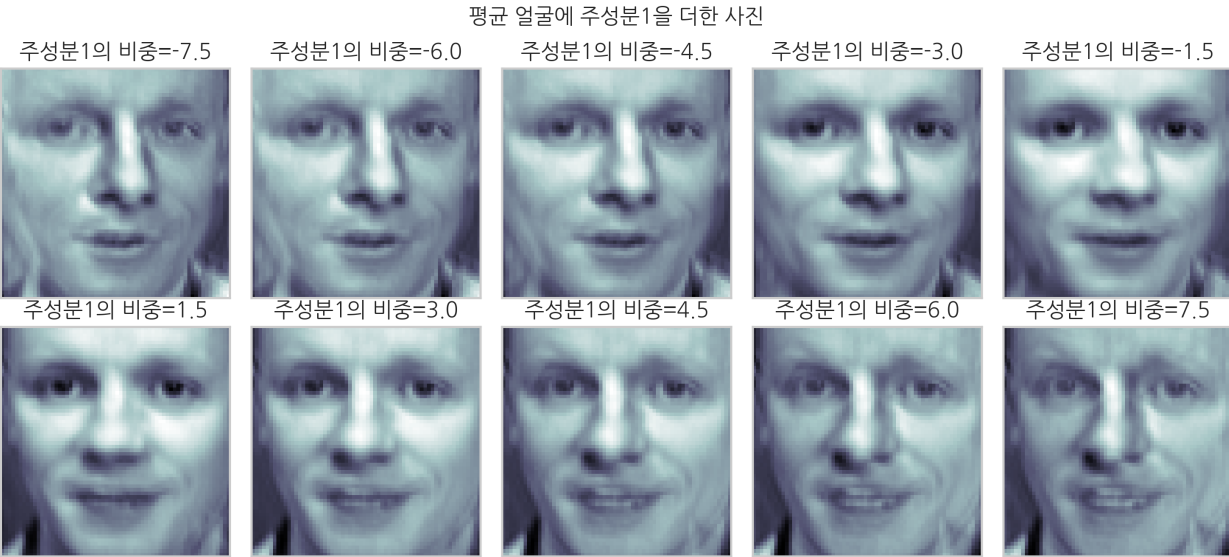 평균 얼굴에 주성분1을 더한 사진
주성분1의 비중=-7.5 주성분1의 비중=-6.0 주성분1의 비중=-4.5 주성분1의 비중=-3.0 주성분1의 비중=-1.5
주성분1의 비중=1.5 주성분1의 비중=3.0 주성분1의 비중=4.5 주성분1의 비중=6.0 주성분1의 비중=7.5